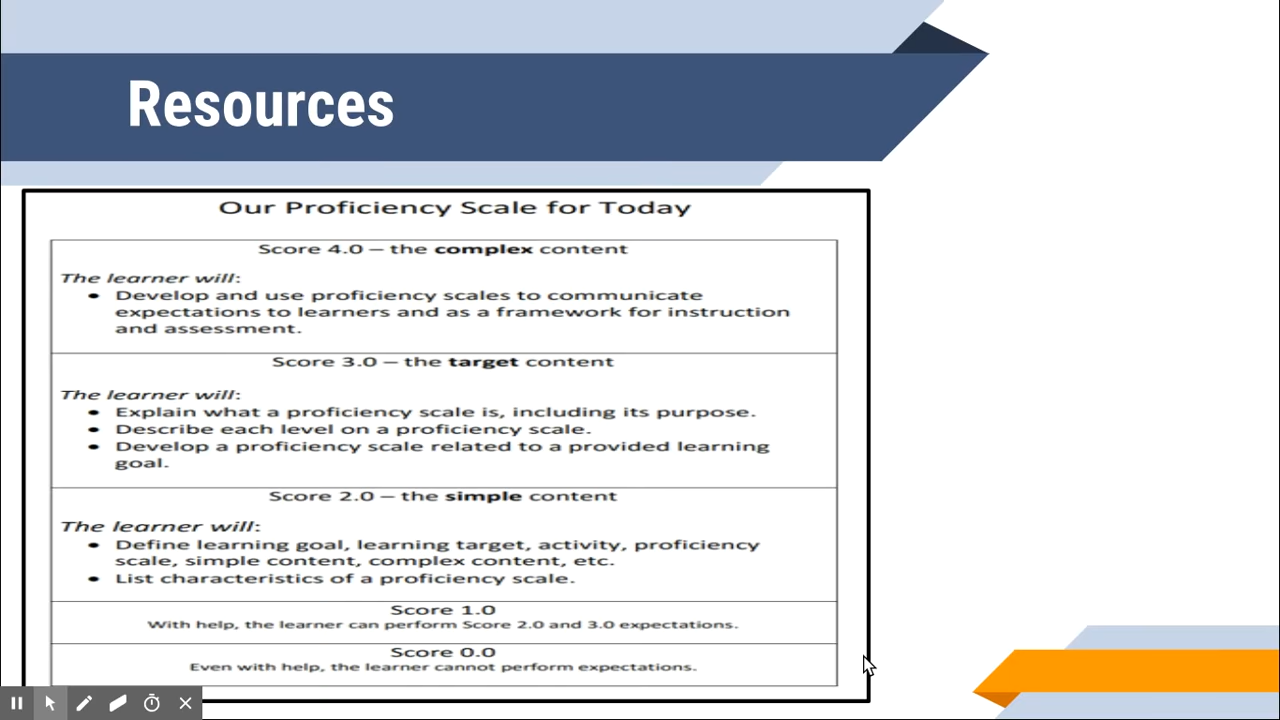 Resources
Our Proficiency Scale for Today
Score 4.0 – the complex content
The learner will:
• Develop and use proficiency scales to communicate
expectations to learners and as a framework for instruction
and assessment.
Score 3.0 – the target content
The learner will:
• Explain what a proficiency scale is, including its purpose.
• Describe each level on a proficiency scale.
• Develop a proficiency scale related to a provided learning
goal.
Score 2.0 – the simple content
The learner will:
• Define learning goal, learning target, activity, proficiency
scale, simple content, complex content, etc.
• List characteristics of a proficiency scale.
Score 1.0
With help, the learner can perform Score 2.0 and 3.0 expectations.
Score 0.0
Even with help, the learner cannot perform expectations.